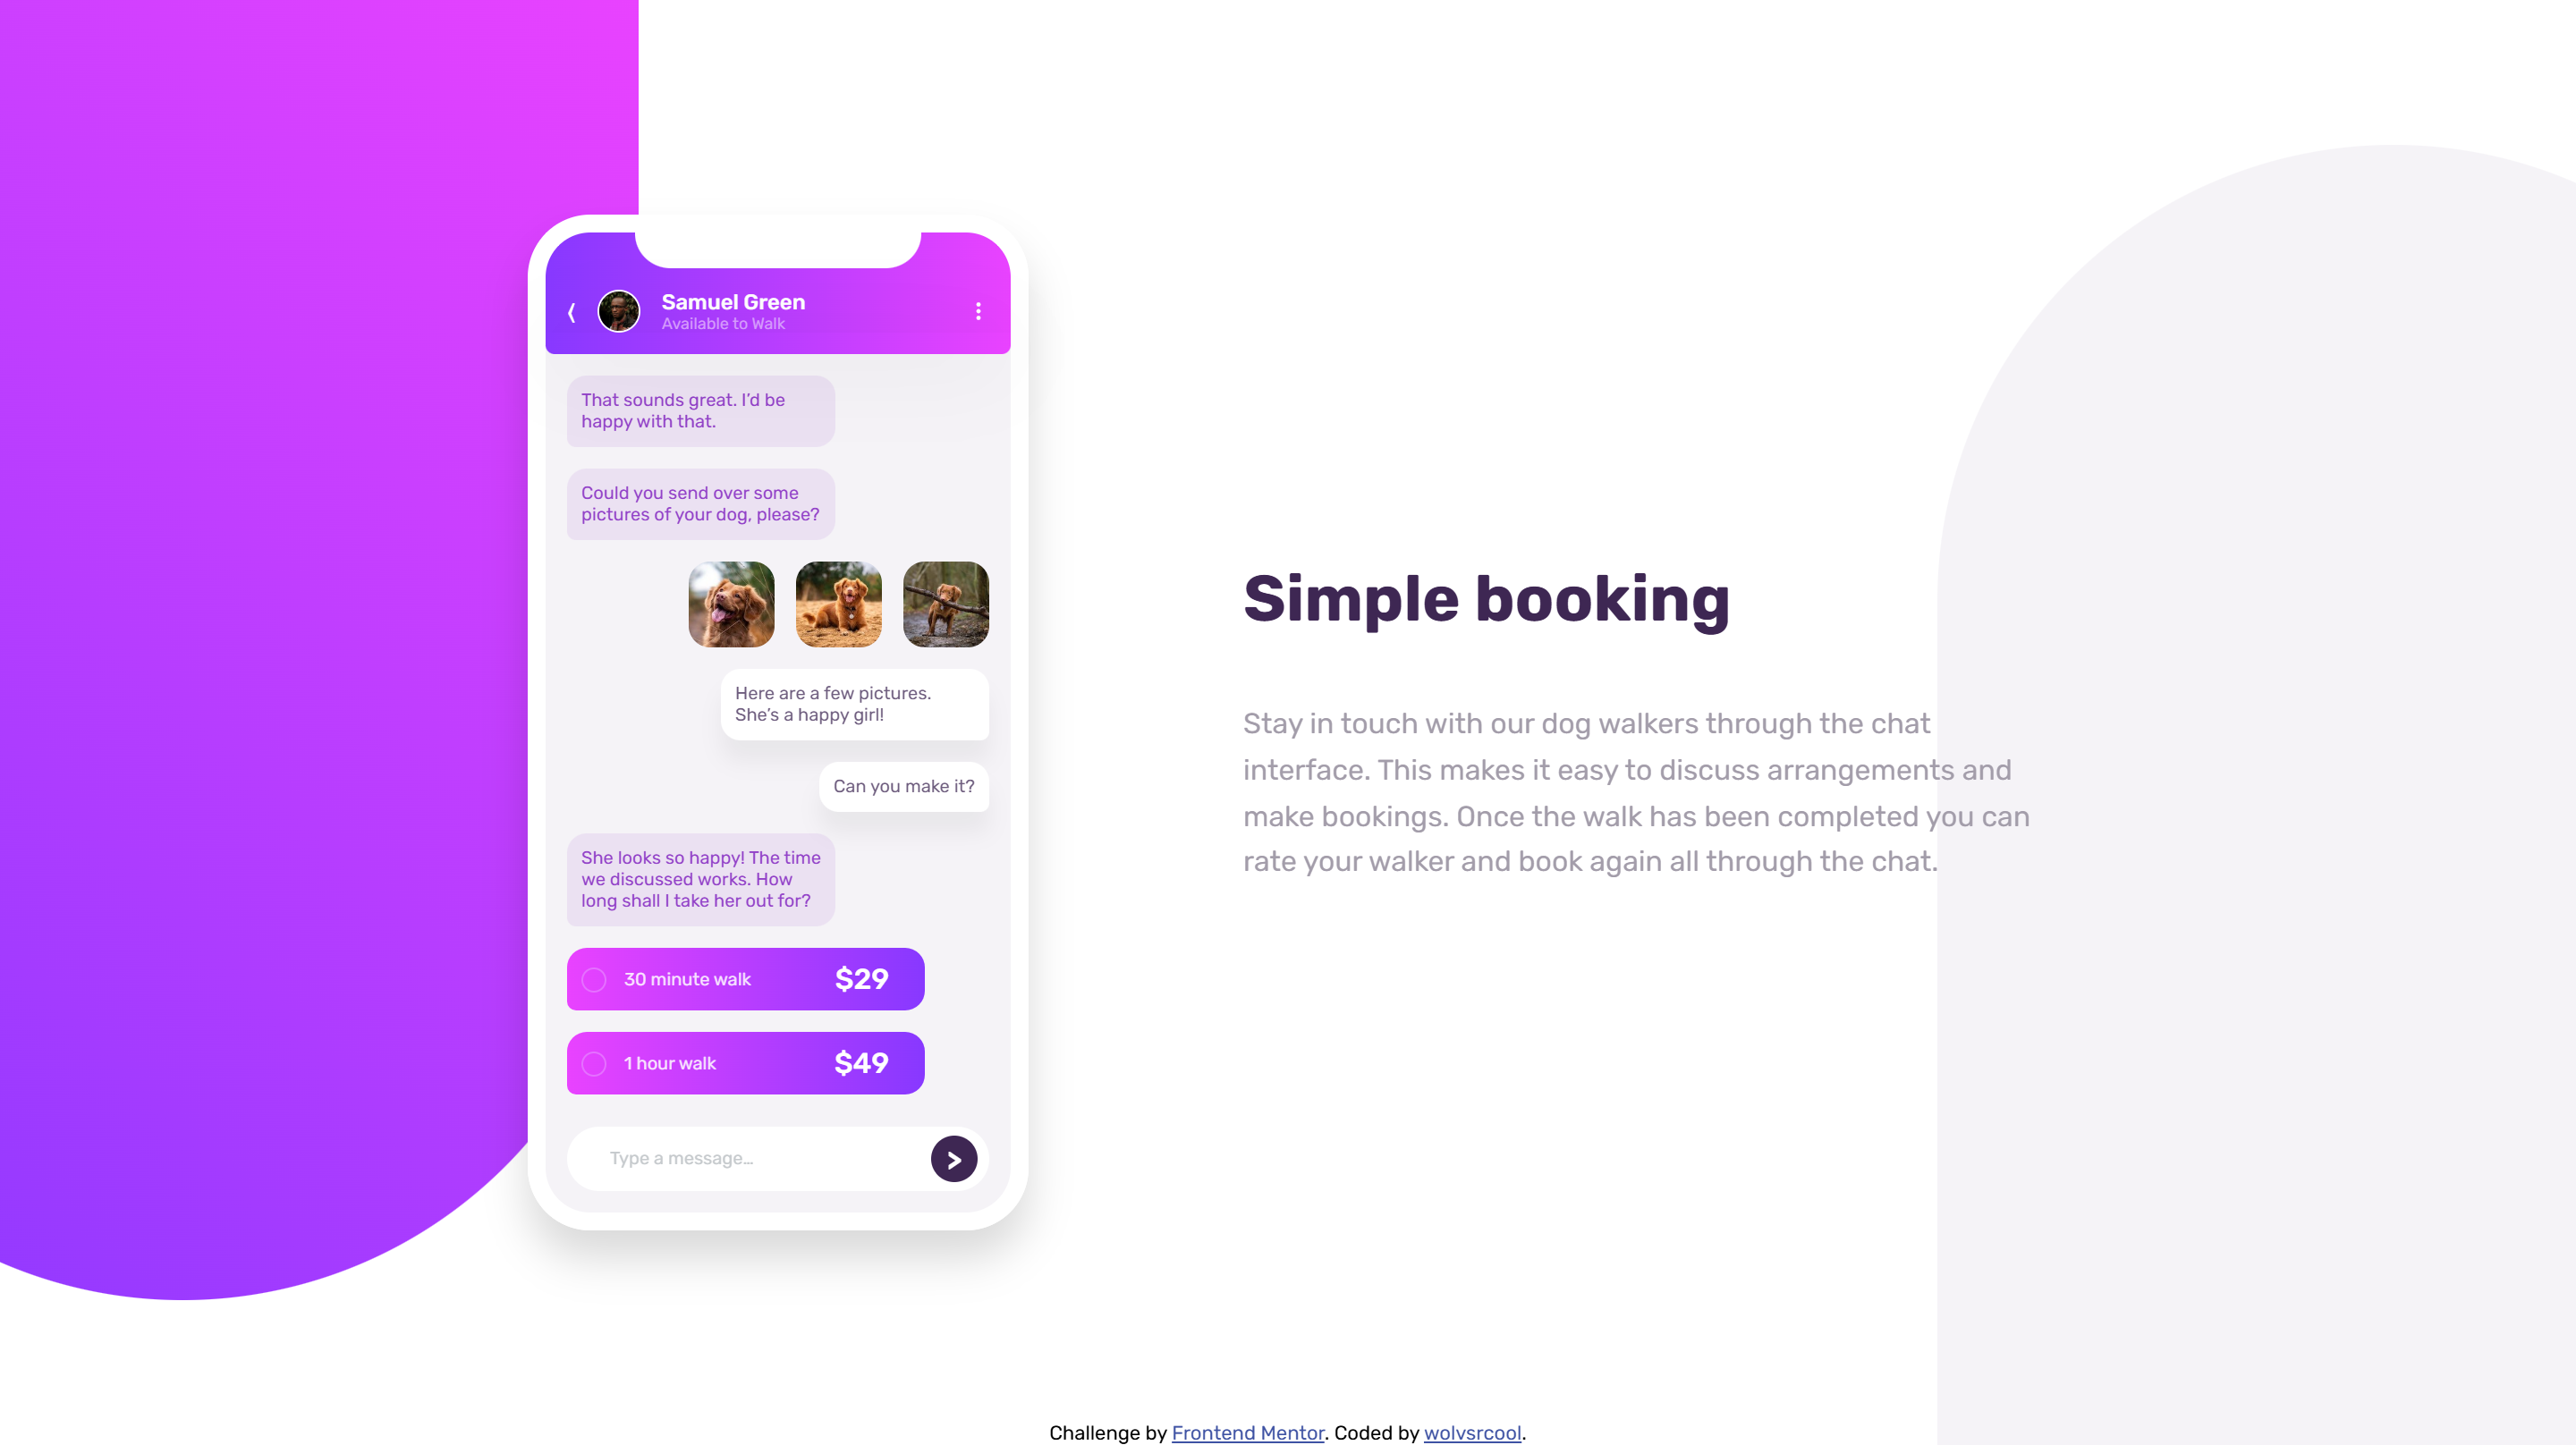 Samuel Green
Available to Walk
That sounds great. I’d be
happy with that.
Could you send over some
pictures of your dog, please?
Here are a few pictures.
She’s a happy girl!
Can you make it?
She looks so happy! The time
we discussed works. How
long shall I take her out for?
30 minute walk $29
1 hour walk $49
Type a message…
Simple booking
Stay in touch with our dog walkers through the chat
interface. This makes it easy to discuss arrangements and
make bookings. Once the walk has been completed you can
rate your walker and book again all through the chat.
Challenge by Frontend Mentor. Coded by wolvsrcool.